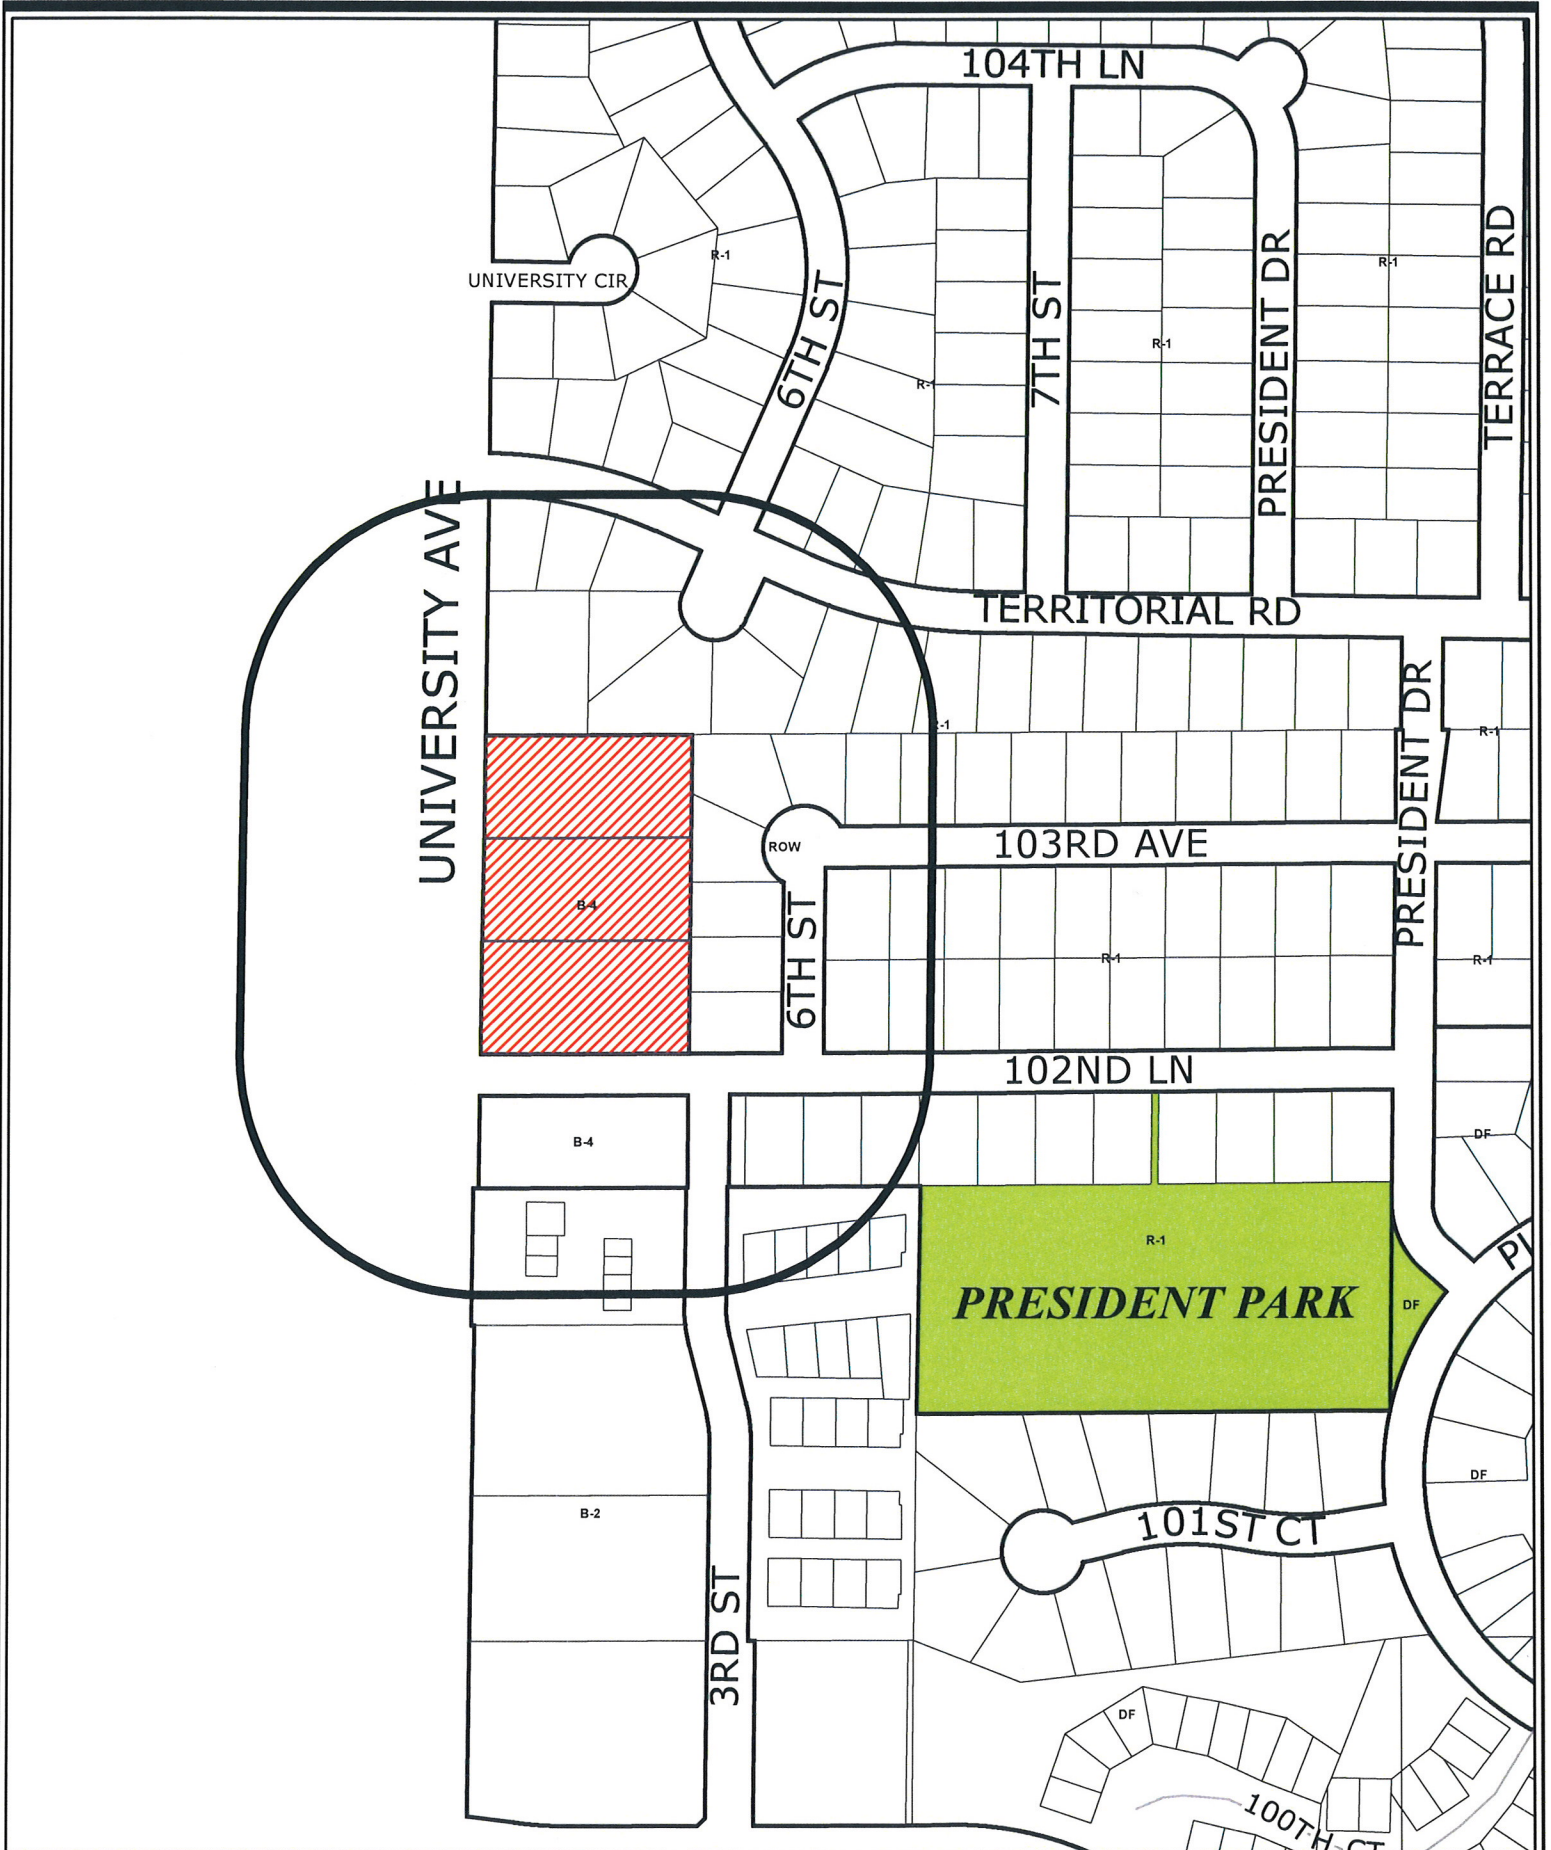 104TH LN
UNIVERSITY CIR
R-1
6TH ST
R-1
7TH ST
R-1
PRESIDENT DR
R-1
TERRACE RD
UNIVERSITY AVE
TERRITORIAL RD
R-1
PRESIDENT DR
R-1
ROW
103RD AVE
B-4
6TH ST
R-1
R-1
102ND LN
B-4
DF
R-1
PRESIDENT PARK
DF
DF
B-2
101ST CT
3RD ST
DF
100TH CT